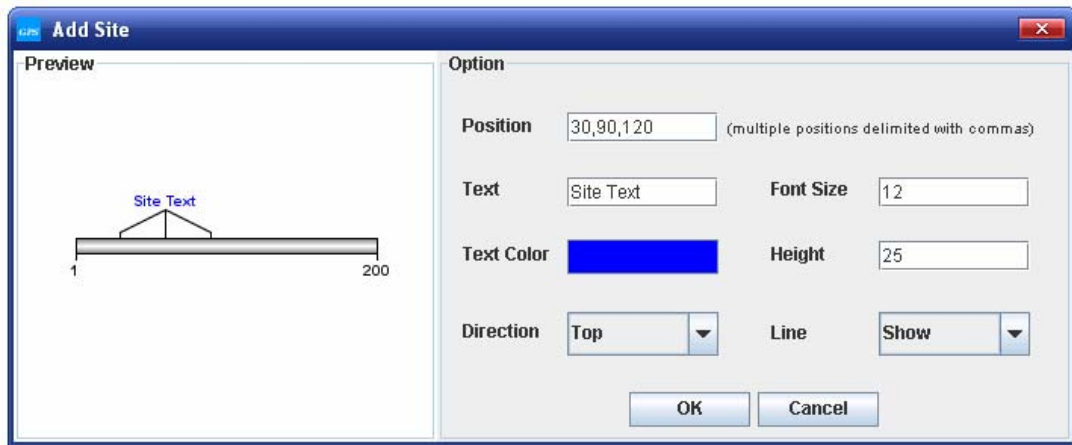 GPS Add Site
Preview
Site Text
1 200
Option
Position 30,90,120 (multiple positions delimited with commas)
Text Site Text Font Size 12
Text Color Height 25
Direction Top Line Show
OK Cancel